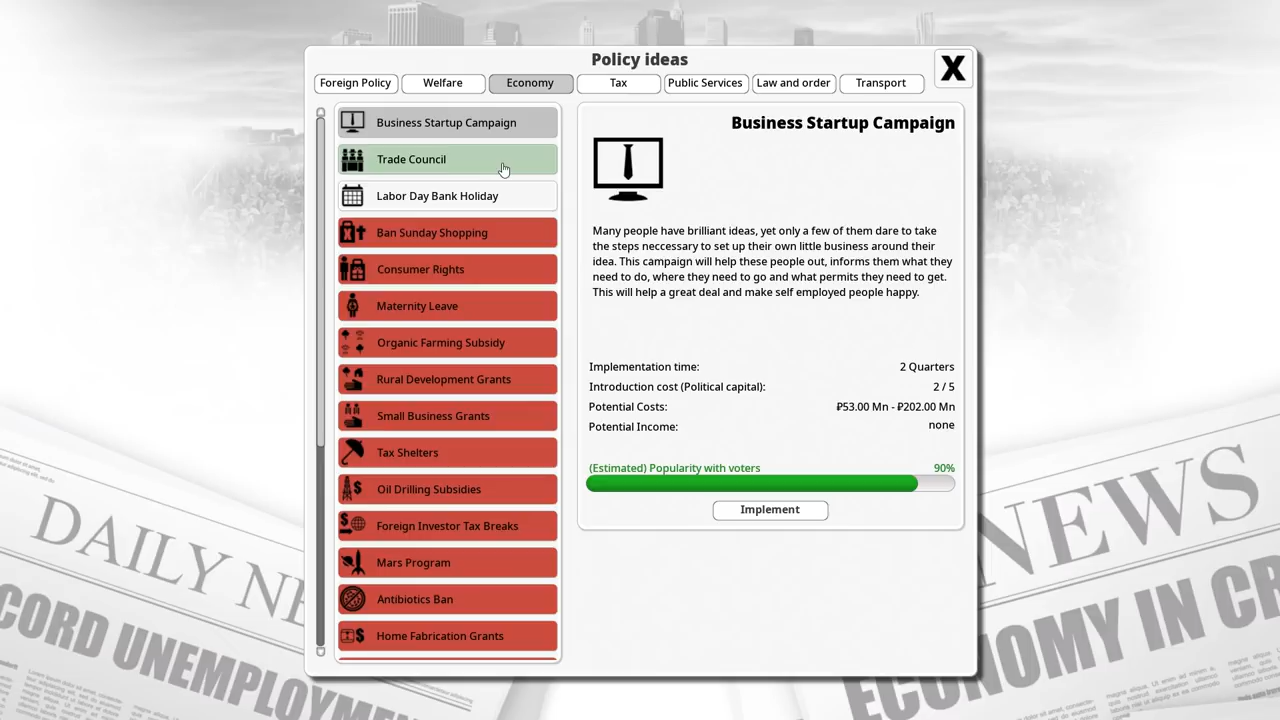 Policy ideas
X
Foreign Policy
Welfare
Economy
Tax
Public Services
Law and order
Transport
Business Startup Campaign
Trade Council
Labor Day Bank Holiday
Ban Sunday Shopping
Consumer Rights
Maternity Leave
Organic Farming Subsidy
Rural Development Grants
Small Business Grants
Tax Shelters
Oil Drilling Subsidies
Foreign Investor Tax Breaks
Mars Program
Antibiotics Ban
Home Fabrication Grants
Business Startup Campaign
Many people have brilliant ideas, yet only a few of them dare to take
the steps neccessary to set up their own little business around their
idea. This campaign will help these people out, informs them what they
need to do, where they need to go and what permits they need to get.
This will help a great deal and make self employed people happy.
Implementation time: 2 Quarters
Introduction cost (Political capital): 2 / 5
Potential Costs: ₽53.00 Mn - ₽202.00 Mn
Potential Income: none
(Estimated) Popularity with voters 90%
Implement
DAILY NE
CORD UNEMPLOYME
NEWS
ECONOMY IN CR